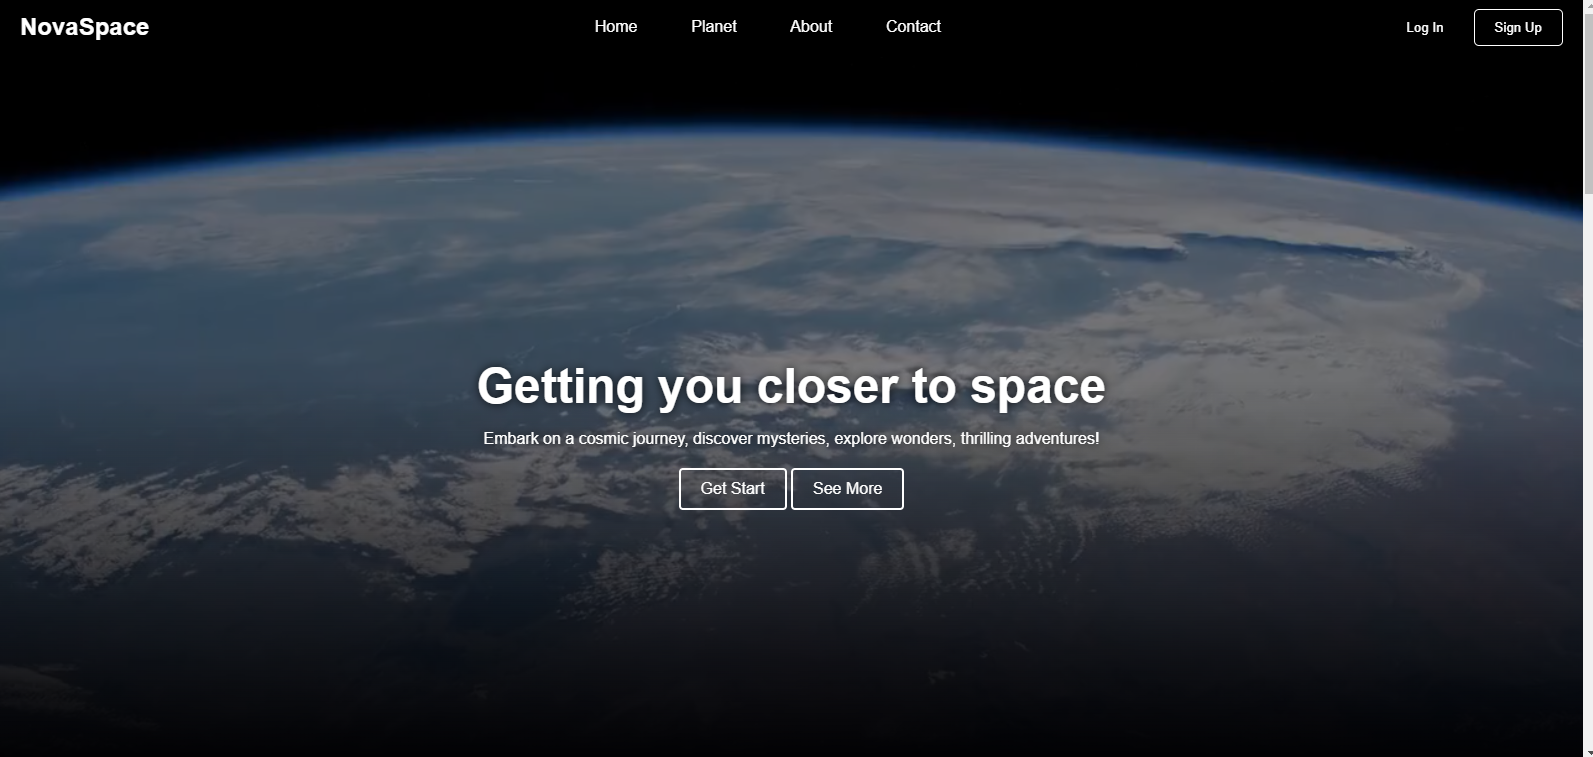 NovaSpace
Home Planet About Contact
Log In Sign Up
Getting you closer to space
Embark on a cosmic journey, discover mysteries, explore wonders, thrilling adventures!
Get Start See More